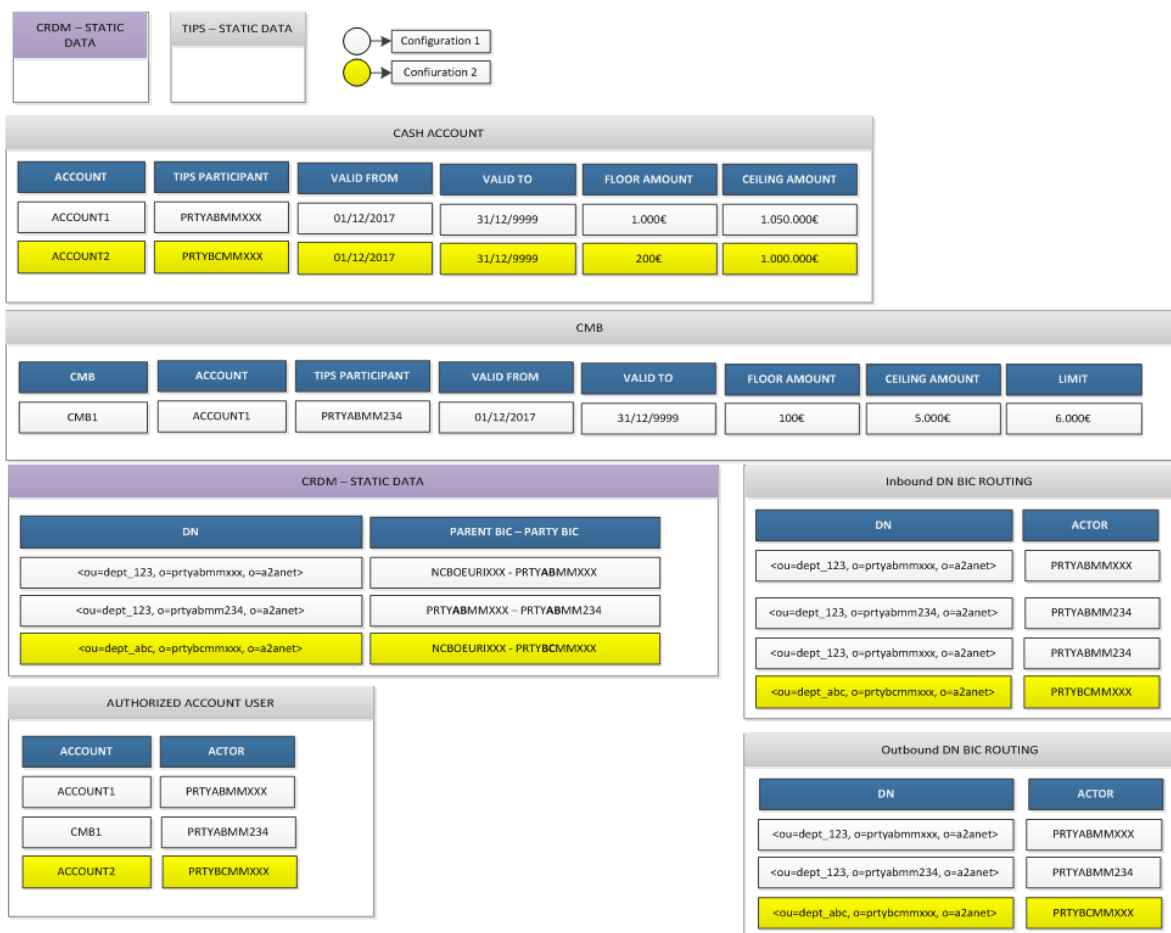 CRDM – STATIC
DATA
TIPS – STATIC DATA
Configuration 1
Confiuration 2
CASH ACCOUNT
ACCOUNT TIPS PARTICIPANT VALID FROM VALID TO FLOOR AMOUNT CEILING AMOUNT
ACCOUNT1 PRTYABMMXXX 01/12/2017 31/12/9999 1.000€ 1.050.000€
ACCOUNT2 PRTYBCMMXXX 01/12/2017 31/12/9999 200€ 1.000.000€
CMB
CMB ACCOUNT TIPS PARTICIPANT VALID FROM VALID TO FLOOR AMOUNT CEILING AMOUNT LIMIT
CMB1 ACCOUNT1 PRTYABMM234 01/12/2017 31/12/9999 100€ 5.000€ 6.000€
CRDM – STATIC DATA
DN PARENT BIC – PARTY BIC
<ou=dept_123, o=prtyabmmxxx, o=a2anet> NCBOEURIXXX - PRTYABMMXXX
<ou=dept_123, o=prtyabmm234, o=a2anet> PRTYABMMXXX – PRTYABMM234
<ou=dept_abc, o=prtybcmmxxx, o=a2anet> NCBOEURIXXX - PRTYBCMMXXX
Inbound DN BIC ROUTING
DN ACTOR
<ou=dept_123, o=prtyabmmxxx, o=a2anet> PRTYABMMXXX
<ou=dept_123, o=prtyabmm234, o=a2anet> PRTYABMM234
<ou=dept_123, o=prtyabmmxxx, o=a2anet> PRTYABMM234
<ou=dept_abc, o=prtybcmmxxx, o=a2anet> PRTYBCMMXXX
AUTHORIZED ACCOUNT USER
ACCOUNT ACTOR
ACCOUNT1 PRTYABMMXXX
CMB1 PRTYABMM234
ACCOUNT2 PRTYBCMMXXX
Outbound DN BIC ROUTING
DN ACTOR
<ou=dept_123, o=prtyabmmxxx, o=a2anet> PRTYABMMXXX
<ou=dept_123, o=prtyabmm234, o=a2anet> PRTYABMM234
<ou=dept_abc, o=prtybcmmxxx, o=a2anet> PRTYBCMMXXX